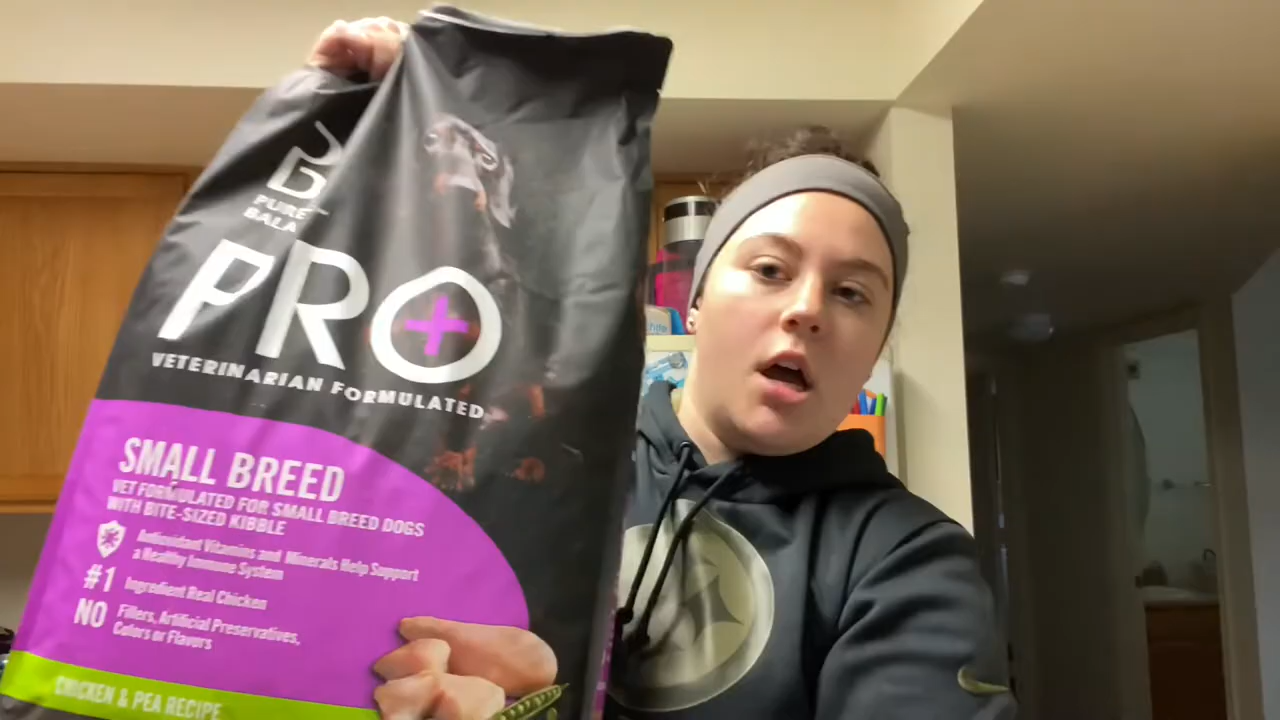 PURE
BALA
PRO
VETERINARIAN FORMULATED
SMALL BREED
VET FORMULATED FOR SMALL BREED DOGS
WITH BITE-SIZED KIBBLE
Antioxidant Vitamins and Minerals Help Support
a Healthy Immune System
#1 Ingredient Real Chicken
NO Fillers, Artificial Preservatives,
Colors or Flavors
CHICKEN & PEA RECIPE